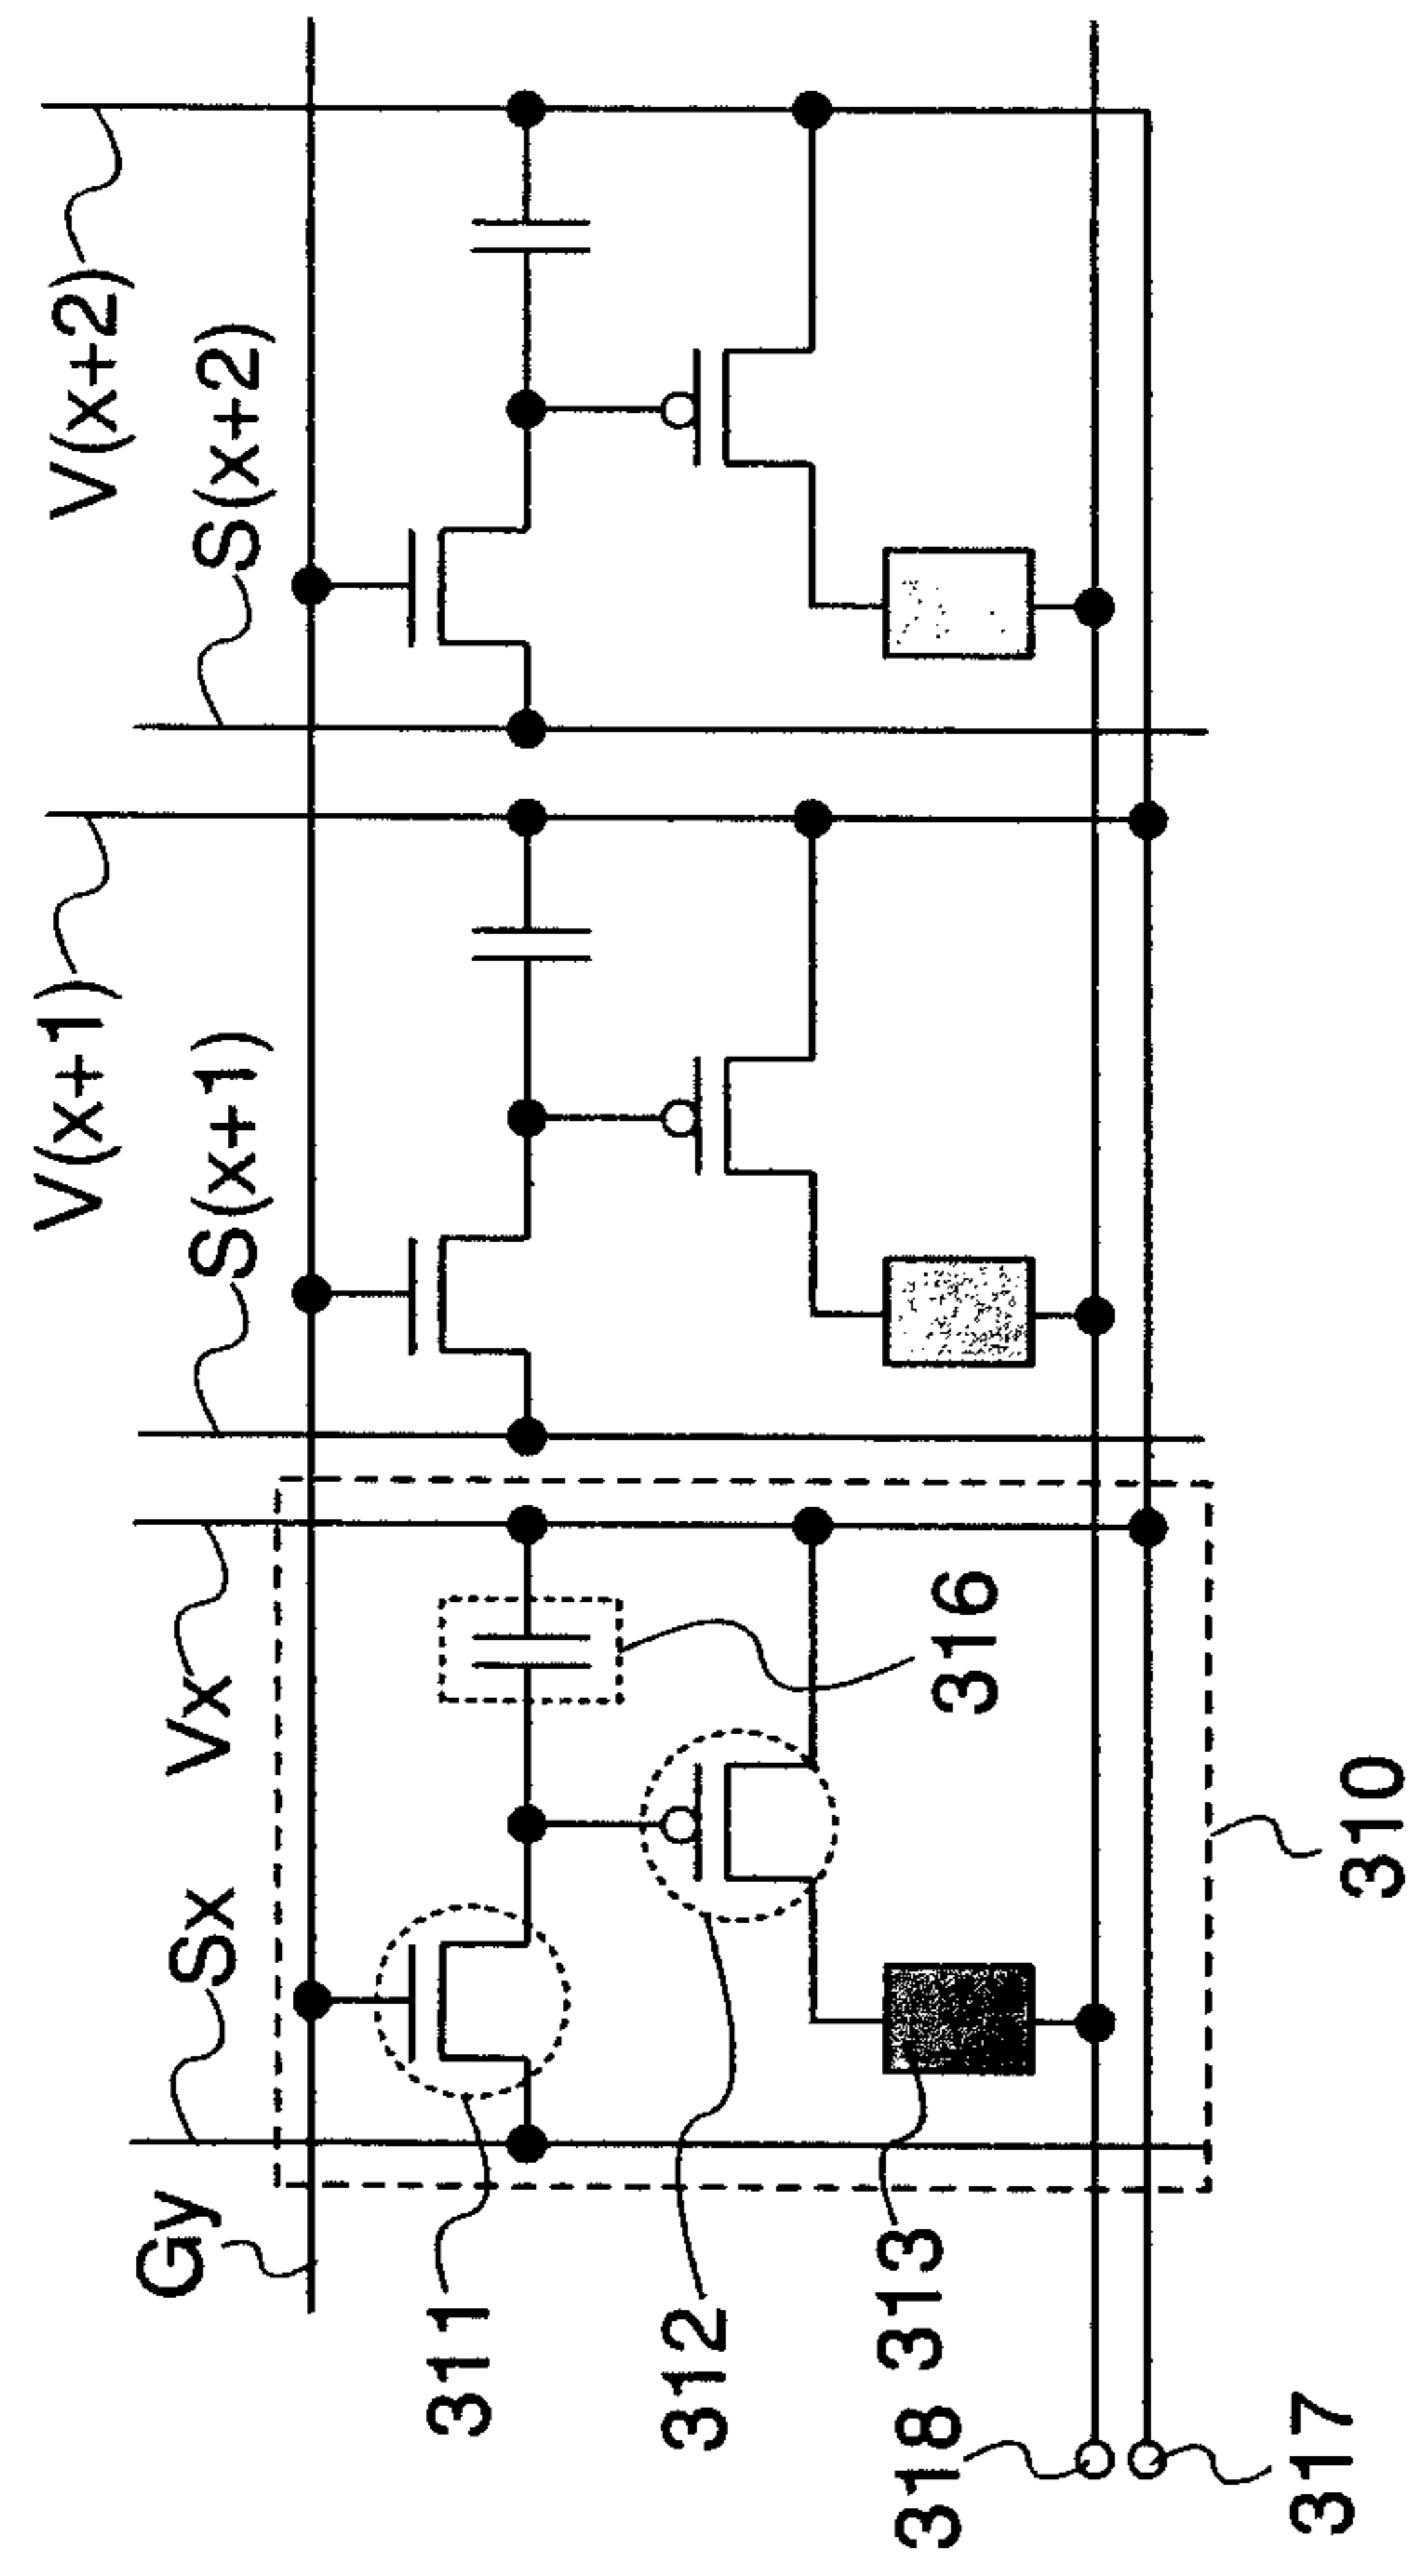 Gy
Sx
Vx
S(x+1)
V(x+1)
S(x+2)
V(x+2)
311
312
313
316
318
317
310